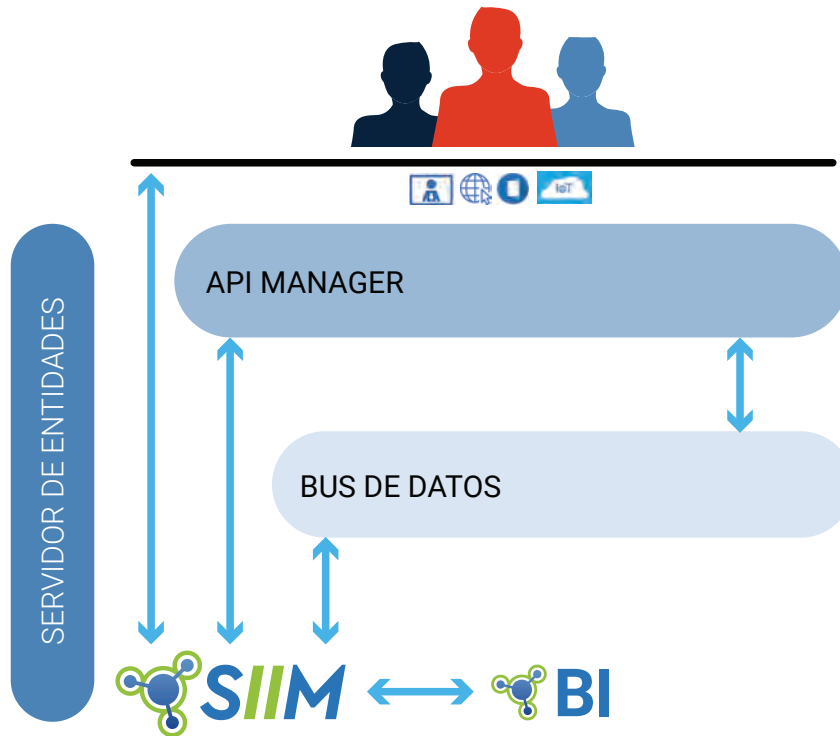 IoT
API MANAGER
BUS DE DATOS
SERVIDOR DE ENTIDADES
SIIM
BI